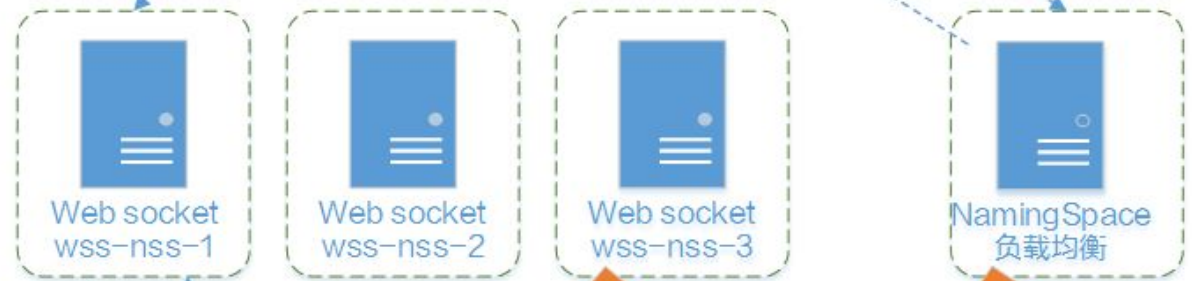 Web socket
wss-nss-1
Web socket
wss-nss-2
Web socket
wss-nss-3
NamingSpace
负载均衡